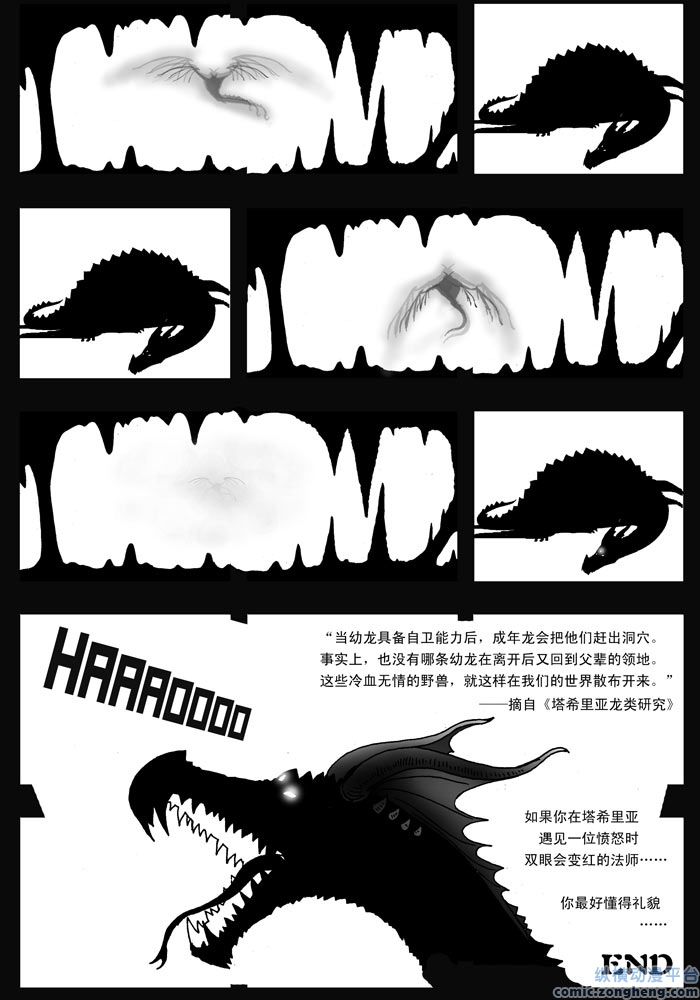 HAAAOOOO
“当幼龙具备自卫能力后，成年龙会把他们赶出洞穴。
事实上，也没有哪条幼龙在离开后又回到父辈的领地。
这些冷血无情的野兽，就这样在我们的世界散布开来。”
——摘自《塔希里亚龙类研究》
如果你在塔希里亚
遇见一位愤怒时
双眼会变红的法师……
你最好懂得礼貌
……
END
纵横动漫平台
comic.zongheng.com